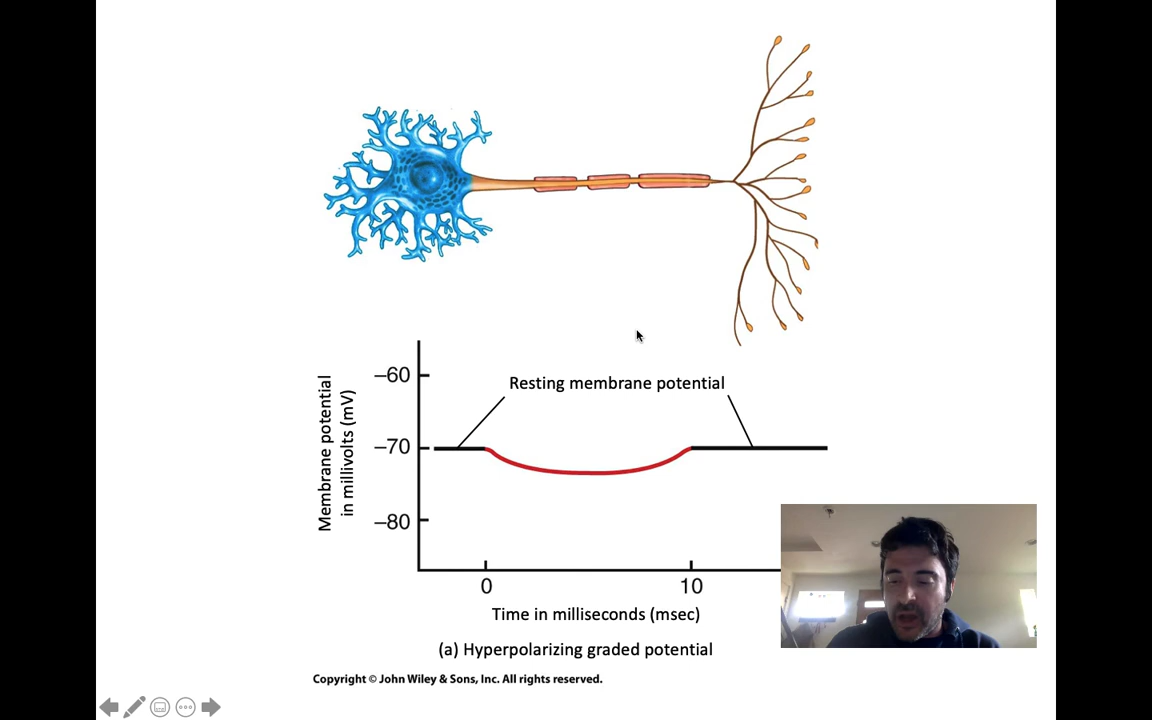 –60
Resting membrane potential
–70
Membrane potential
in millivolts (mV)
–80
0
10
Time in milliseconds (msec)
(a) Hyperpolarizing graded potential
Copyright © John Wiley & Sons, Inc. All rights reserved.